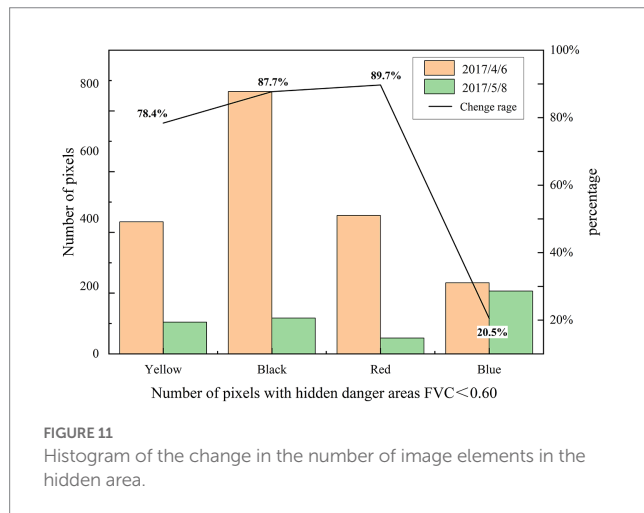 800
600
400
200
0
Number of pixels
78.4%
87.7%
89.7%
20.5%
2017/4/6
2017/5/8
Chenge rage
100%
80%
60%
40%
20%
percentage
Yellow
Black
Red
Blue
Number of pixels with hidden danger areas FVC＜0.60
FIGURE 11
Histogram of the change in the number of image elements in the
hidden area.